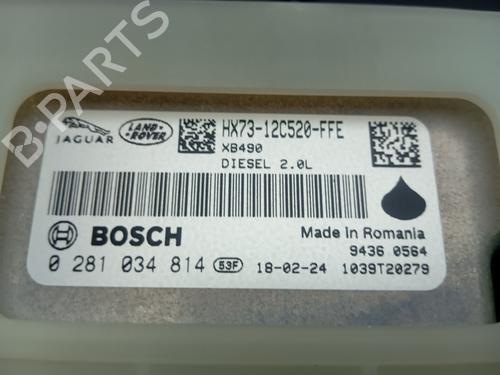 B-PARTS
JAGUAR
LAND ROVER
HX73-12C520-FFE
XB490
DIESEL 2.0L
BOSCH
Made in Romania
9436 0564
0 281 034 814 53F 18-02-24 1039T20279